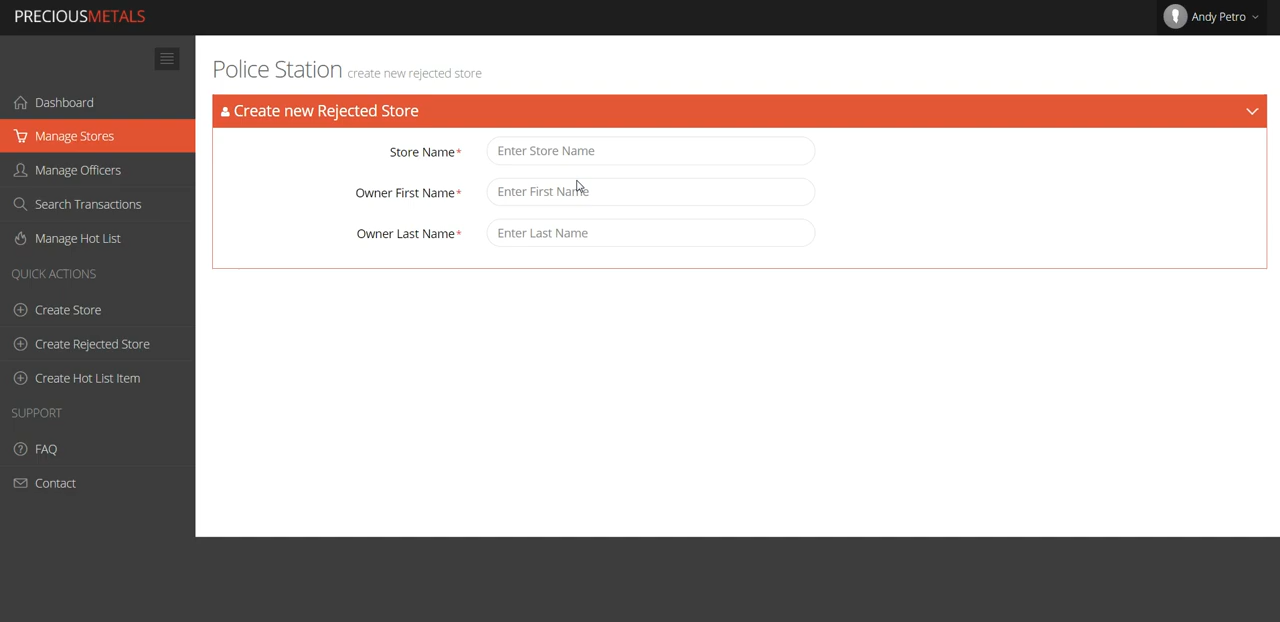 PRECIOUSMETALS
Andy Petro
Dashboard
Manage Stores
Manage Officers
Search Transactions
Manage Hot List
QUICK ACTIONS
Create Store
Create Rejected Store
Create Hot List Item
SUPPORT
FAQ
Contact
Police Station create new rejected store
Create new Rejected Store
Store Name* Enter Store Name
Owner First Name* Enter First Name
Owner Last Name* Enter Last Name